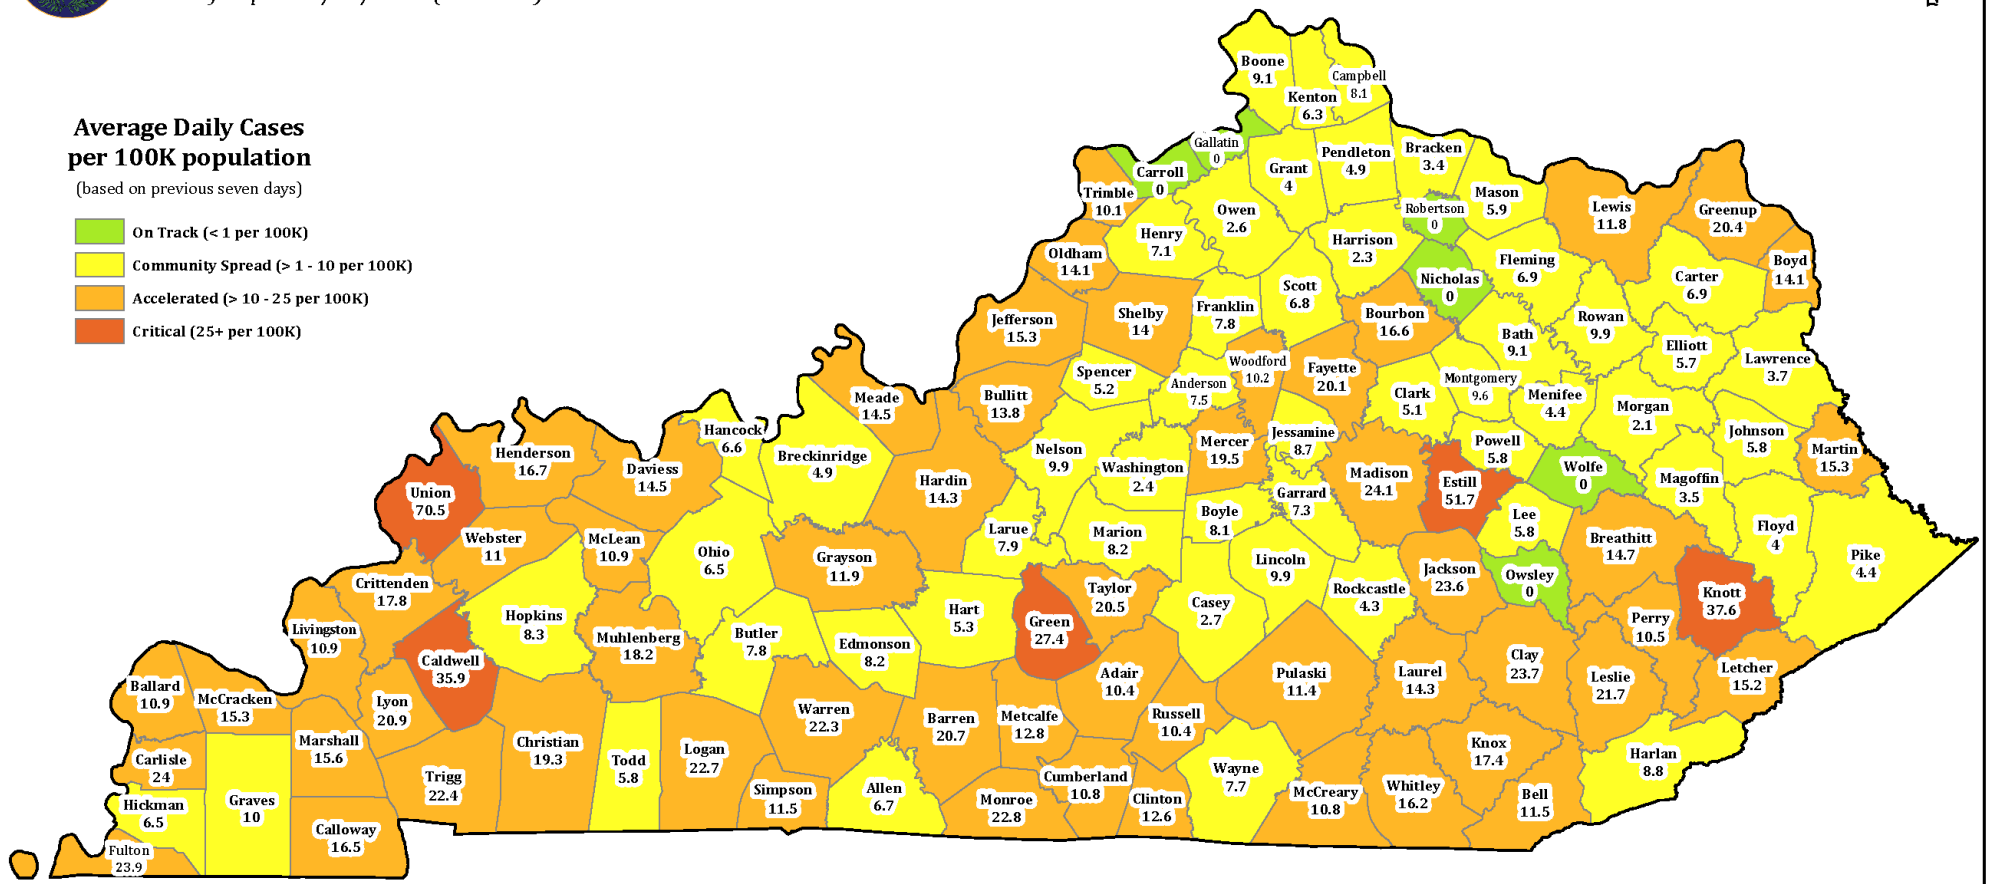 Average Daily Cases
per 100K population
(based on previous seven days)
On Track (< 1 per 100K)
Community Spread (> 1 - 10 per 100K)
Accelerated (> 10 - 25 per 100K)
Critical (25+ per 100K)
Boone
9.1
Campbell
8.1
Kenton
6.3
Gallatin
0
Carroll
0
Grant
4
Pendleton
4.9
Bracken
3.4
Trimble
10.1
Mason
5.9
Lewis
11.8
Greenup
20.4
Owen
2.6
Robertson
0
Henry
7.1
Harrison
2.3
Oldham
14.1
Nicholas
0
Fleming
6.9
Carter
6.9
Boyd
14.1
Scott
6.8
Franklin
7.8
Shelby
14
Jefferson
15.3
Bourbon
16.6
Rowan
9.9
Bath
9.1
Elliott
5.7
Lawrence
3.7
Woodford
10.2
Fayette
20.1
Spencer
5.2
Anderson
7.5
Montgomery
9.6
Menifee
4.4
Clark
5.1
Morgan
2.1
Meade
14.5
Bullitt
13.8
Hancock
6.6
Breckinridge
4.9
Henderson
16.7
Daviess
14.5
Nelson
9.9
Washington
2.4
Mercer
19.5
Jessamine
8.7
Powell
5.8
Johnson
5.8
Martin
15.3
Union
70.5
Hardin
14.3
Madison
24.1
Estill
51.7
Wolfe
0
Magoffin
3.5
Garrard
7.3
Boyle
8.1
Lee
5.8
Floyd
4
Webster
11
McLean
10.9
Ohio
6.5
Grayson
11.9
Larue
7.9
Marion
8.2
Lincoln
9.9
Breathitt
14.7
Pike
4.4
Crittenden
17.8
Jackson
23.6
Owsley
0
Hopkins
8.3
Hart
5.3
Taylor
20.5
Casey
2.7
Rockcastle
4.3
Knott
37.6
Livingston
10.9
Muhlenberg
18.2
Butler
7.8
Edmonson
8.2
Green
27.4
Perry
10.5
Caldwell
35.9
Adair
10.4
Pulaski
11.4
Laurel
14.3
Clay
23.7
Leslie
21.7
Letcher
15.2
Ballard
10.9
McCracken
15.3
Lyon
20.9
Warren
22.3
Barren
20.7
Metcalfe
12.8
Russell
10.4
Marshall
15.6
Christian
19.3
Todd
5.8
Logan
22.7
Knox
17.4
Harlan
8.8
Carlisle
24
Trigg
22.4
Simpson
11.5
Allen
6.7
Cumberland
10.8
Wayne
7.7
Hickman
6.5
Graves
10
Monroe
22.8
Clinton
12.6
McCreary
10.8
Whitley
16.2
Bell
11.5
Calloway
16.5
Fulton
23.9